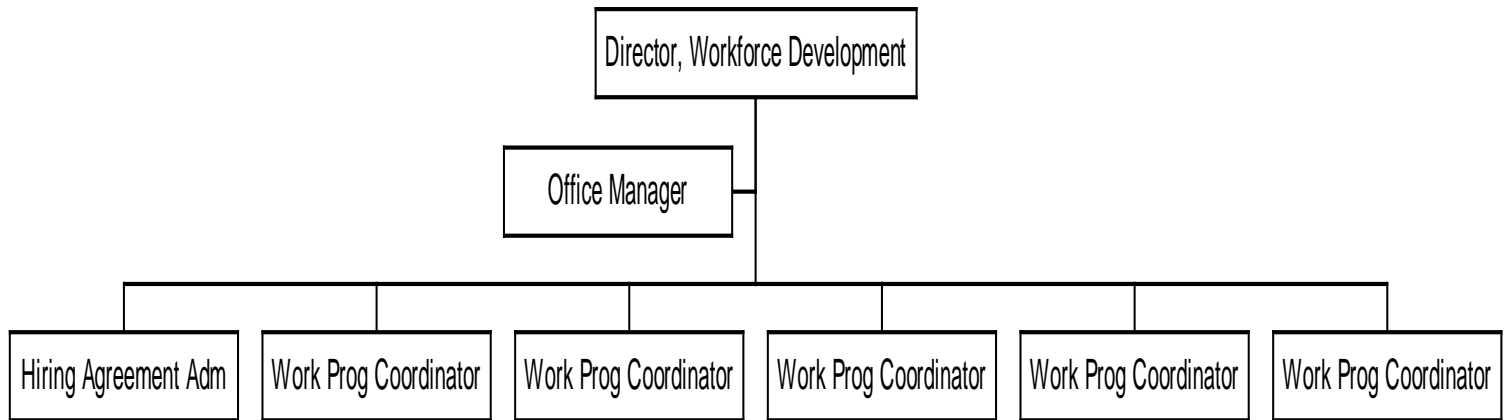 Director, Workforce Development
Office Manager
Hiring Agreement Adm
Work Prog Coordinator
Work Prog Coordinator
Work Prog Coordinator
Work Prog Coordinator
Work Prog Coordinator